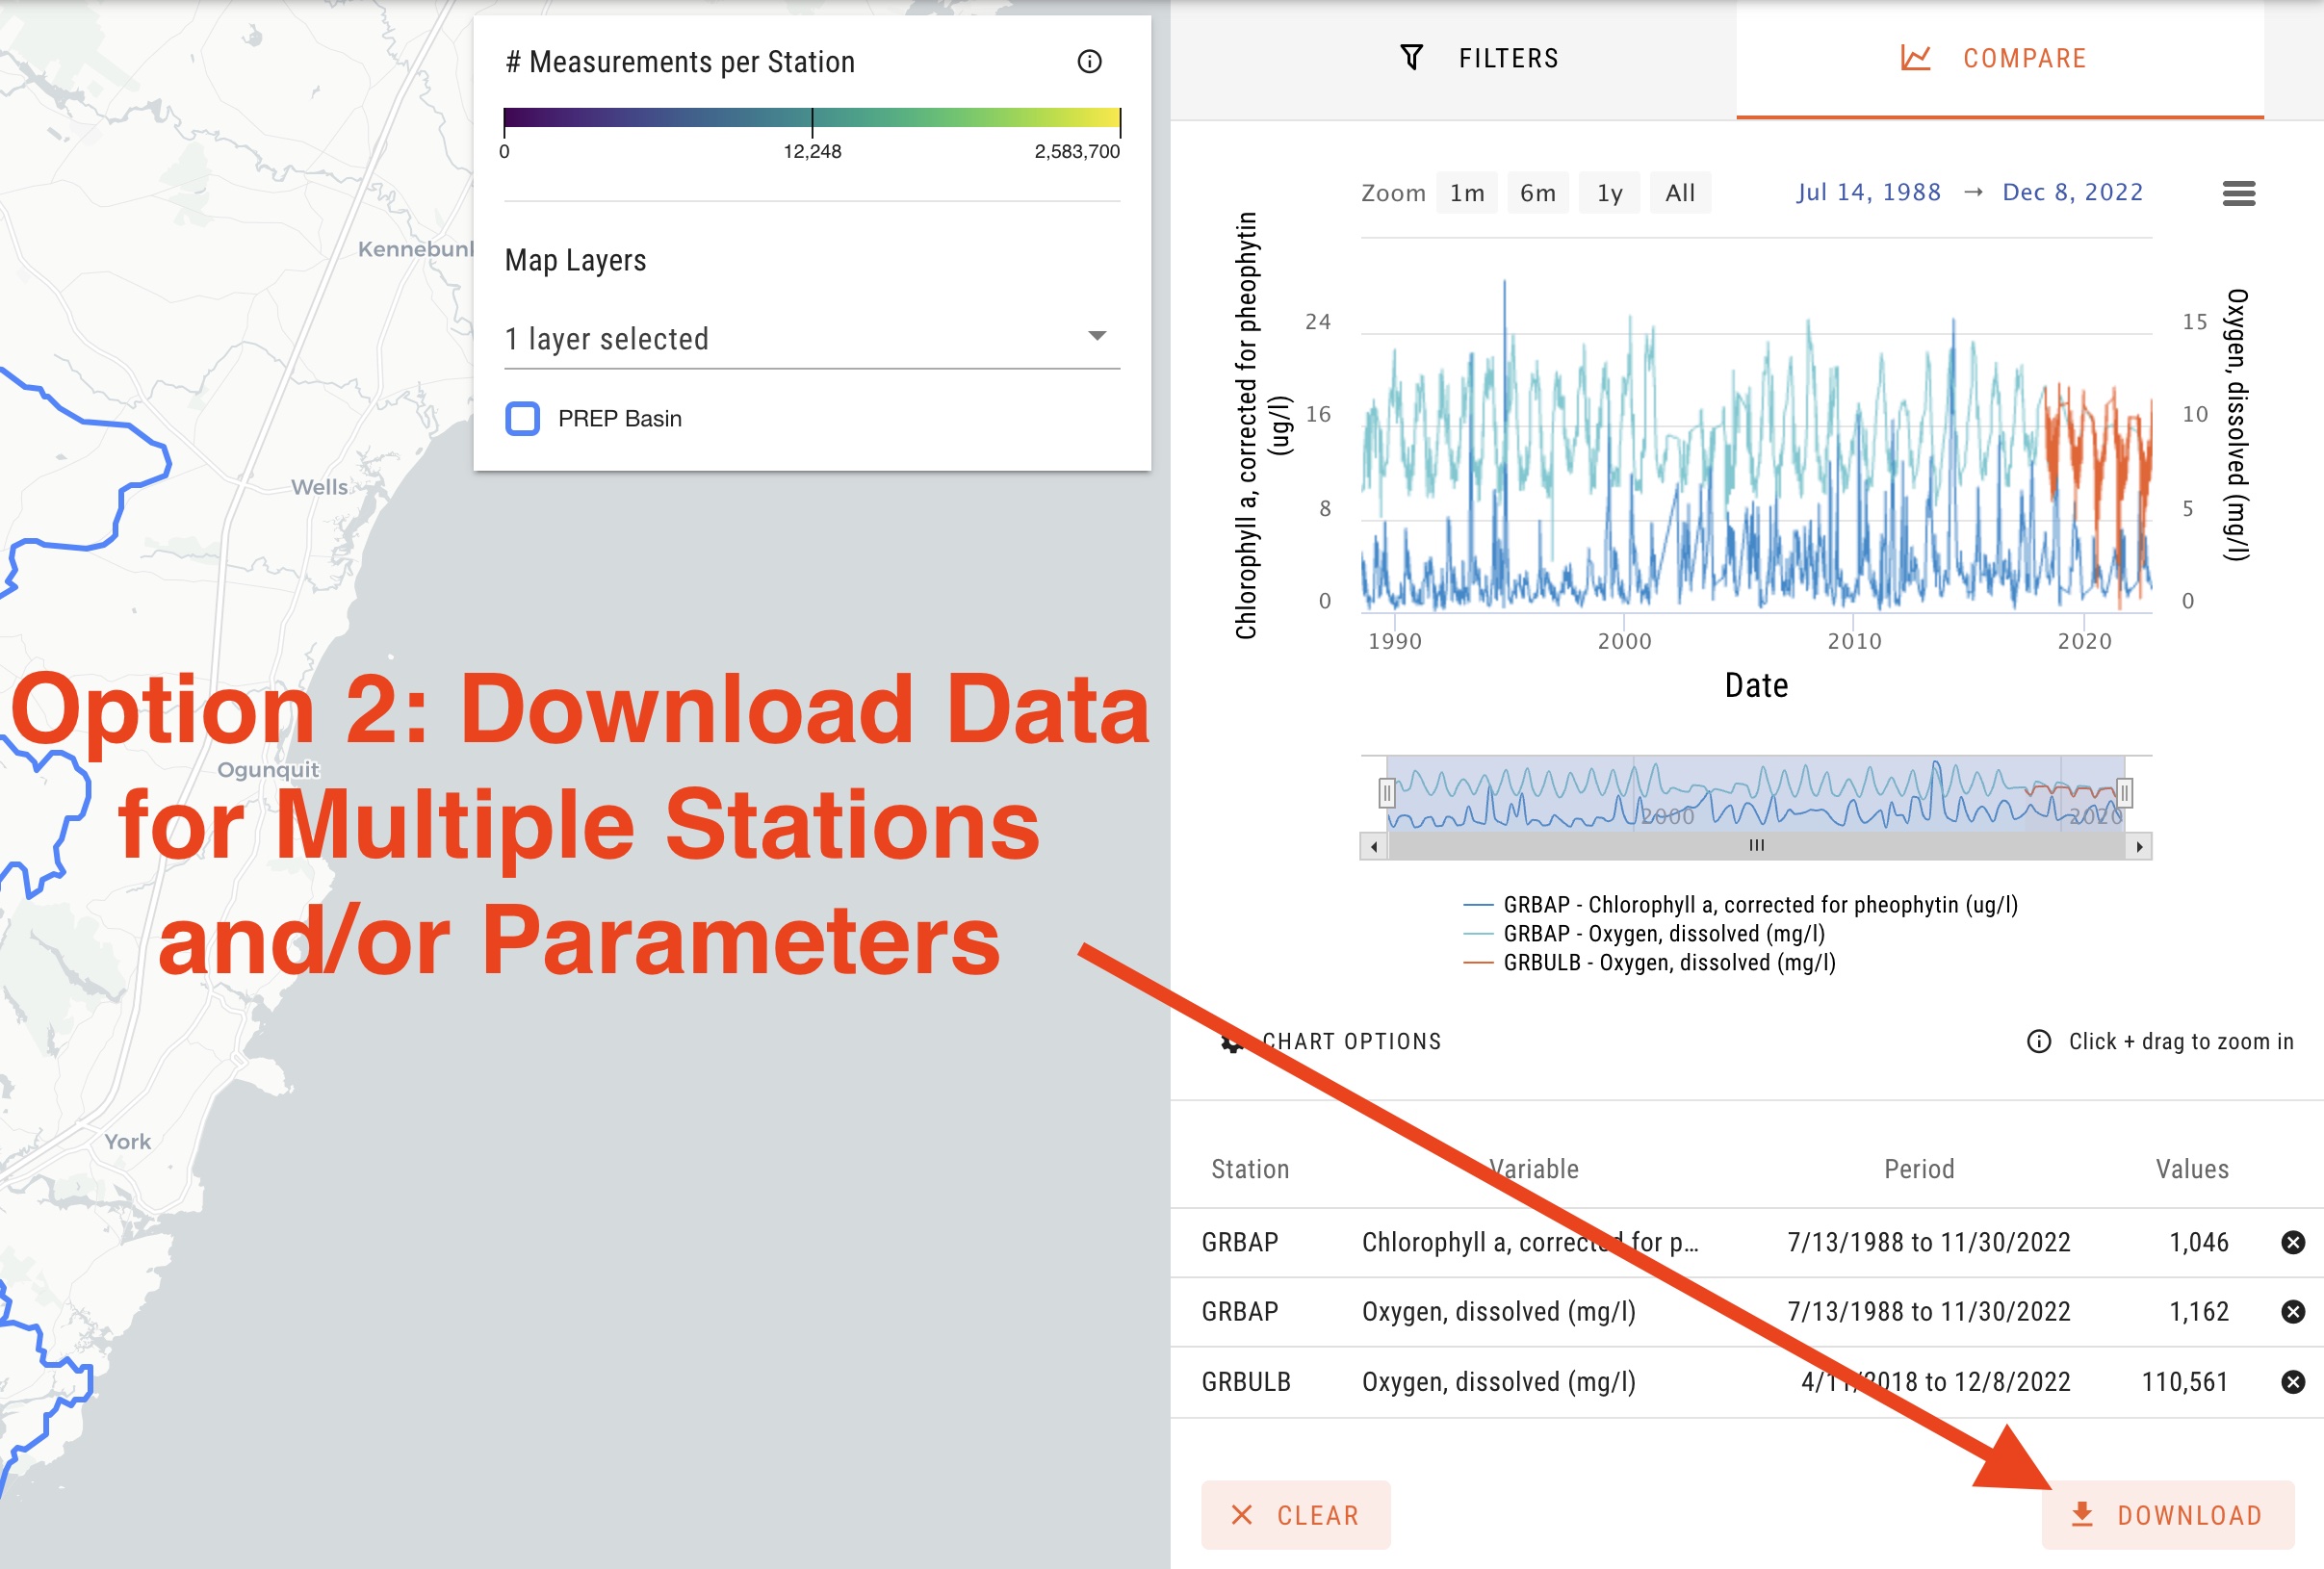 # Measurements per Station
0
12,248
2,583,700
Map Layers
1 layer selected
PREP Basin
Wells
Ogunquit
York
Option 2: Download Data
for Multiple Stations
and/or Parameters
FILTERS
COMPARE
Zoom 1m 6m 1y All
Jul 14, 1988 → Dec 8, 2022
Chlorophyll a, corrected for pheophytin
(ug/l)
24
16
8
0
15
10
5
0
Oxygen, dissolved (mg/l)
1990
2000
2010
2020
Date
2000
2020
GRBAP - Chlorophyll a, corrected for pheophytin (ug/l)
GRBAP - Oxygen, dissolved (mg/l)
GRBULB - Oxygen, dissolved (mg/l)
CHART OPTIONS
Click + drag to zoom in
Station Variable Period Values
GRBAP Chlorophyll a, corrected for p... 7/13/1988 to 11/30/2022 1,046
GRBAP Oxygen, dissolved (mg/l) 7/13/1988 to 11/30/2022 1,162
GRBULB Oxygen, dissolved (mg/l) 4/11/2018 to 12/8/2022 110,561
CLEAR
DOWNLOAD